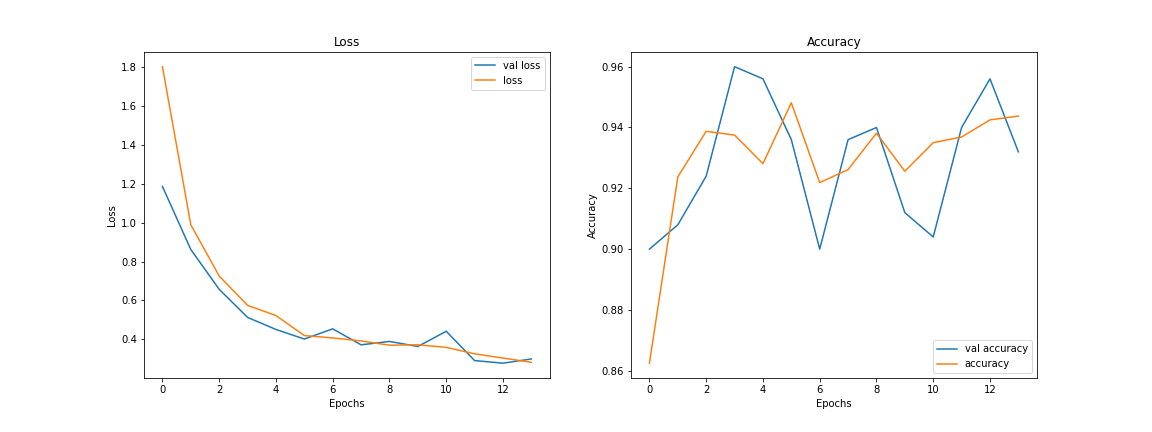 Loss
1.8
1.6
1.4
1.2
1.0
0.8
0.6
0.4
Loss
0 2 4 6 8 10 12
Epochs
val loss
loss
Accuracy
0.96
0.94
0.92
0.90
0.88
0.86
Accuracy
0 2 4 6 8 10 12
Epochs
val accuracy
accuracy